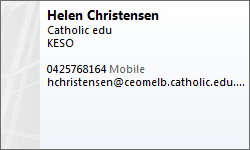 Helen Christensen
Catholic edu
KESO
0425768164 Mobile
hchristensen@ceomelb.catholic.edu....